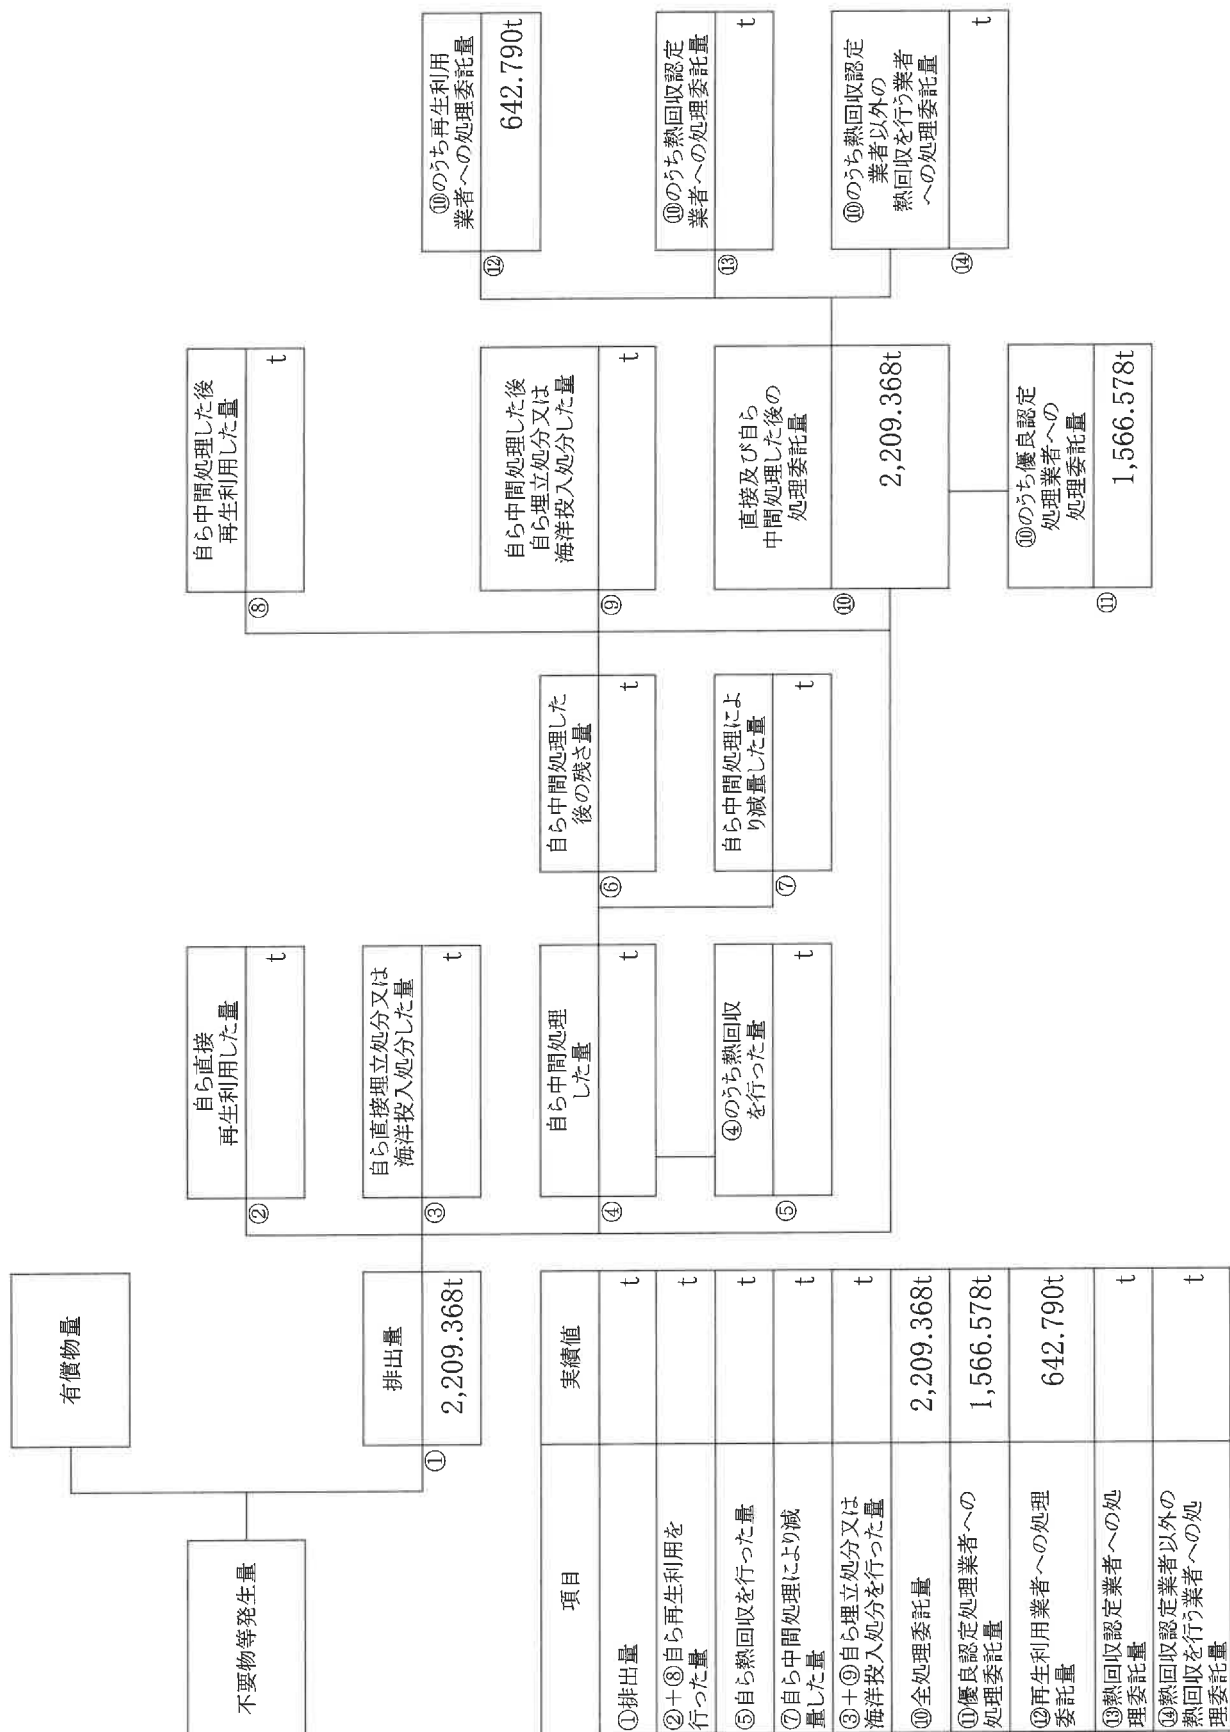 不要物等発生量
有償物量
①
排出量
2,209.368t
②
自ら直接
再生利用した量
t
③
自ら直接埋立処分又は
海洋投入処分した量
t
④
自ら中間処理
した量
t
⑤
④のうち熱回収
を行った量
t
⑥
自ら中間処理した
後の残さ量
t
⑦
自ら中間処理によ
り減量した量
t
⑧
自ら中間処理した後
再生利用した量
t
⑨
自ら中間処理した後
自ら埋立処分又は
海洋投入処分した量
t
⑩
直接及び自ら
中間処理した後の
処理委託量
2,209.368t
⑪
⑩のうち優良認定
処理業者への
処理委託量
1,566.578t
⑫
⑩のうち再生利用
業者への処理委託量
642.790t
⑬
⑩のうち熱回収認定
業者への処理委託量
t
⑭
⑩のうち熱回収認定
業者以外の
熱回収を行う業者
への処理委託量
t
項目 実績値
①排出量 t
②+⑧自ら再生利用を
行った量 t
⑤自ら熱回収を行った量 t
⑦自ら中間処理により減
量した量 t
③+⑨自ら埋立処分又は
海洋投入処分を行った量 t
⑩全処理委託量 2,209.368t
⑪優良認定処理業者への
処理委託量 1,566.578t
⑫再生利用業者への処理
委託量 642.790t
⑬熱回収認定業者への処
理委託量 t
⑭熱回収認定業者以外の
熱回収を行う業者への処
理委託量 t